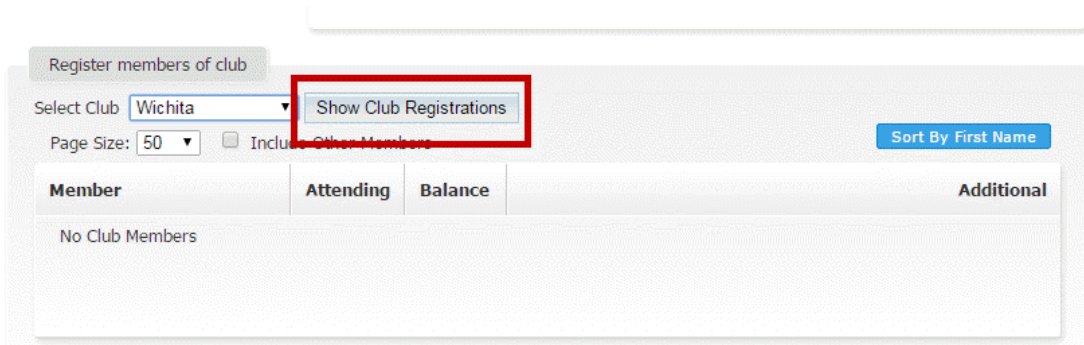 Register members of club
Select Club Wichita Show Club Registrations
Page Size: 50 Include Other Members Sort By First Name
Member Attending Balance Additional
No Club Members